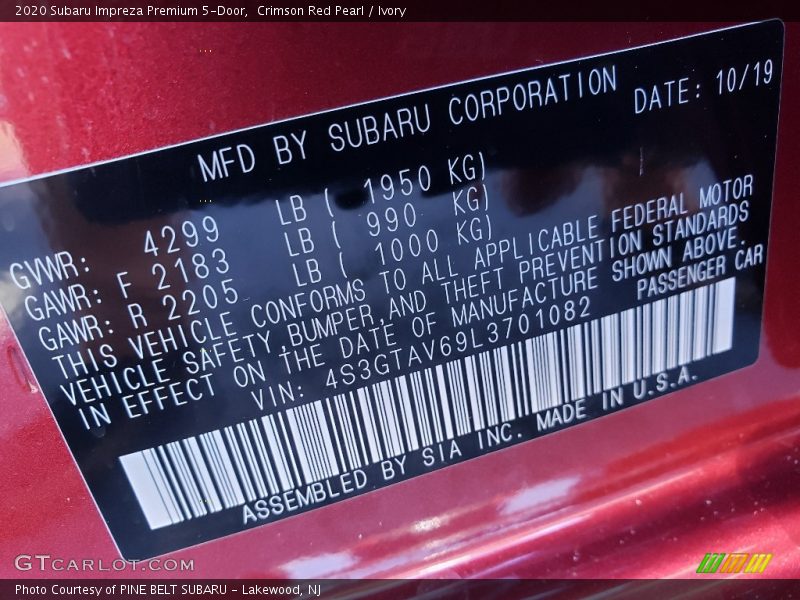 2020 Subaru Impreza Premium 5-Door, Crimson Red Pearl / Ivory
MFD BY SUBARU CORPORATION DATE: 10/19
GVWR: 4299 LB ( 1950 KG)
GAWR: F 2183 LB ( 990 KG)
GAWR: R 2205 LB ( 1000 KG)
THIS VEHICLE CONFORMS TO ALL APPLICABLE FEDERAL MOTOR
VEHICLE SAFETY,BUMPER,AND THEFT PREVENTION STANDARDS
IN EFFECT ON THE DATE OF MANUFACTURE SHOWN ABOVE.
VIN: 4S3GTAV69L3701082 PASSENGER CAR
ASSEMBLED BY SIA INC. MADE IN U.S.A.
GTCARLOT.COM
Photo Courtesy of PINE BELT SUBARU - Lakewood, NJ